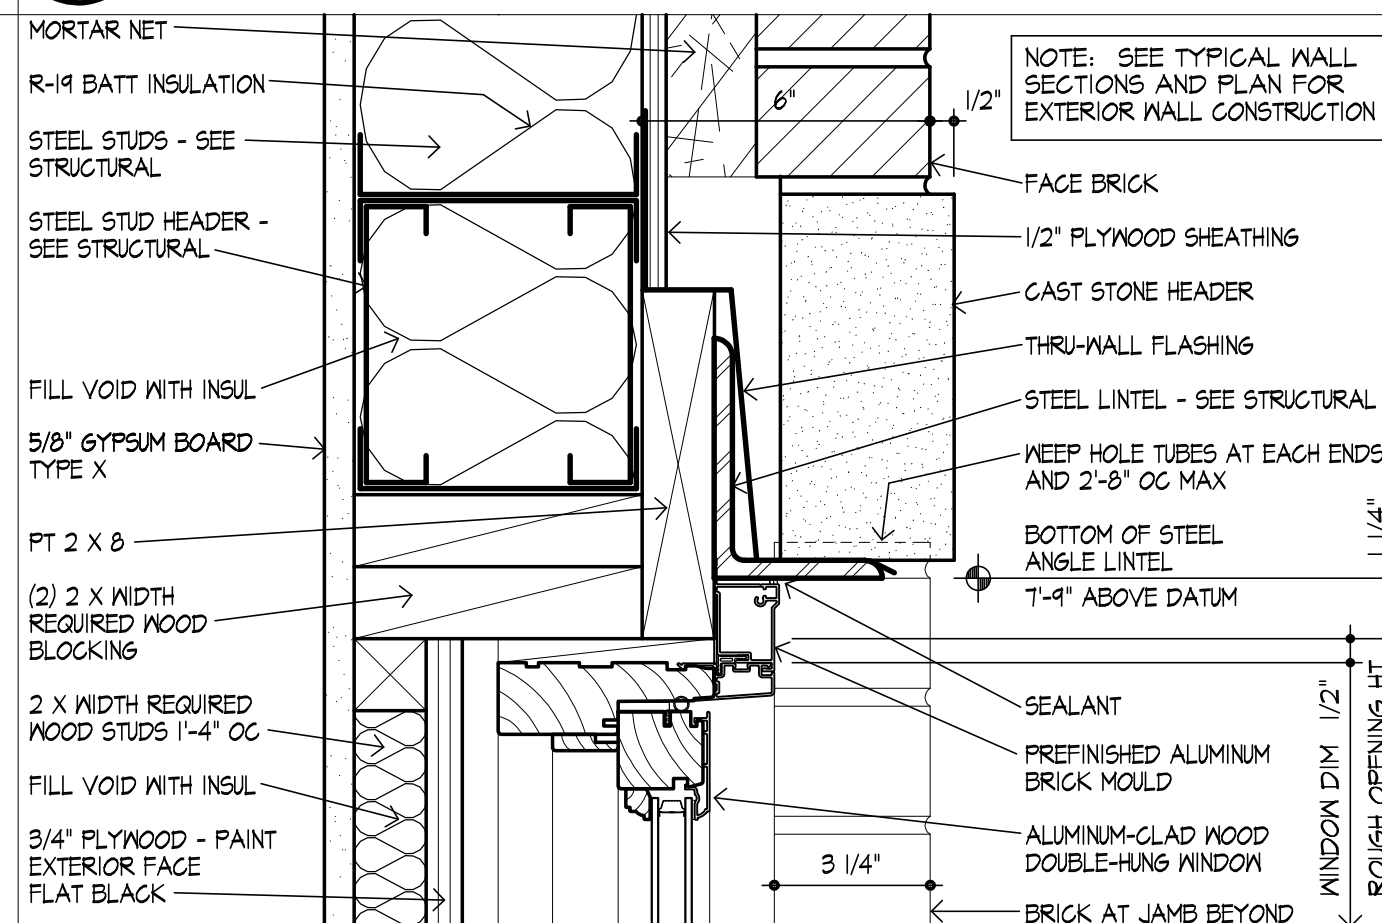 MORTAR NET
R-19 BATT INSULATION
STEEL STUDS - SEE
STRUCTURAL
STEEL STUD HEADER -
SEE STRUCTURAL
FILL VOID WITH INSUL
5/8" GYPSUM BOARD
TYPE X
PT 2 X 8
(2) 2 X WIDTH
REQUIRED WOOD
BLOCKING
2 X WIDTH REQUIRED
WOOD STUDS 1'-4" OC
FILL VOID WITH INSUL
3/4" PLYWOOD - PAINT
EXTERIOR FACE
FLAT BLACK
6"
1/2"
3 1/4"
NOTE: SEE TYPICAL WALL
SECTIONS AND PLAN FOR
EXTERIOR WALL CONSTRUCTION
FACE BRICK
1/2" PLYWOOD SHEATHING
CAST STONE HEADER
THRU-WALL FLASHING
STEEL LINTEL - SEE STRUCTURAL
WEEP HOLE TUBES AT EACH ENDS
AND 2'-8" OC MAX
BOTTOM OF STEEL
ANGLE LINTEL
7'-9" ABOVE DATUM
SEALANT
PREFINISHED ALUMINUM
BRICK MOULD
ALUMINUM-CLAD WOOD
DOUBLE-HUNG WINDOW
BRICK AT JAMB BEYOND
1 1/4"
1/2"
WINDOW DIM
ROUGH OPENING HT